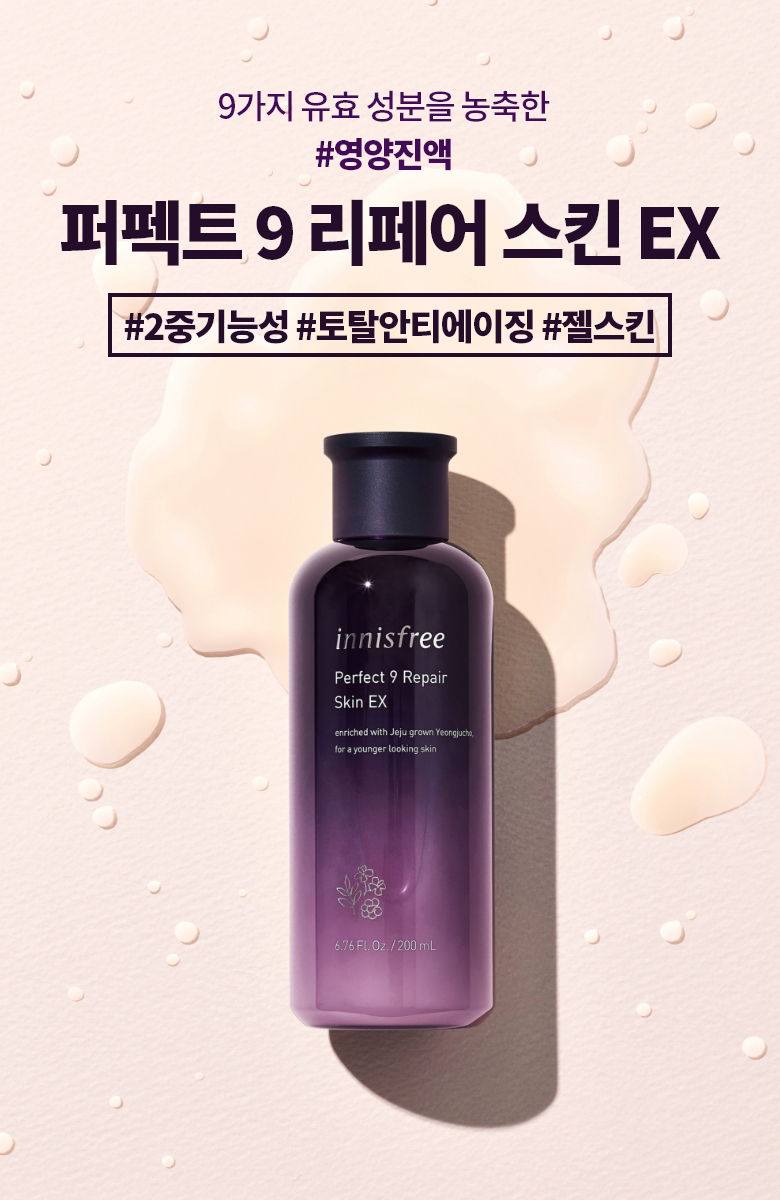 9가지 유효 성분을 농축한
#영양진액
퍼펙트 9 리페어 스킨 EX
#2중기능성 #토탈안티에이징 #젤스킨
innisfree
Perfect 9 Repair
Skin EX
enriched with Jeju grown Yeongjucho,
for a younger looking skin
6.76 Fl. Oz. / 200 mL